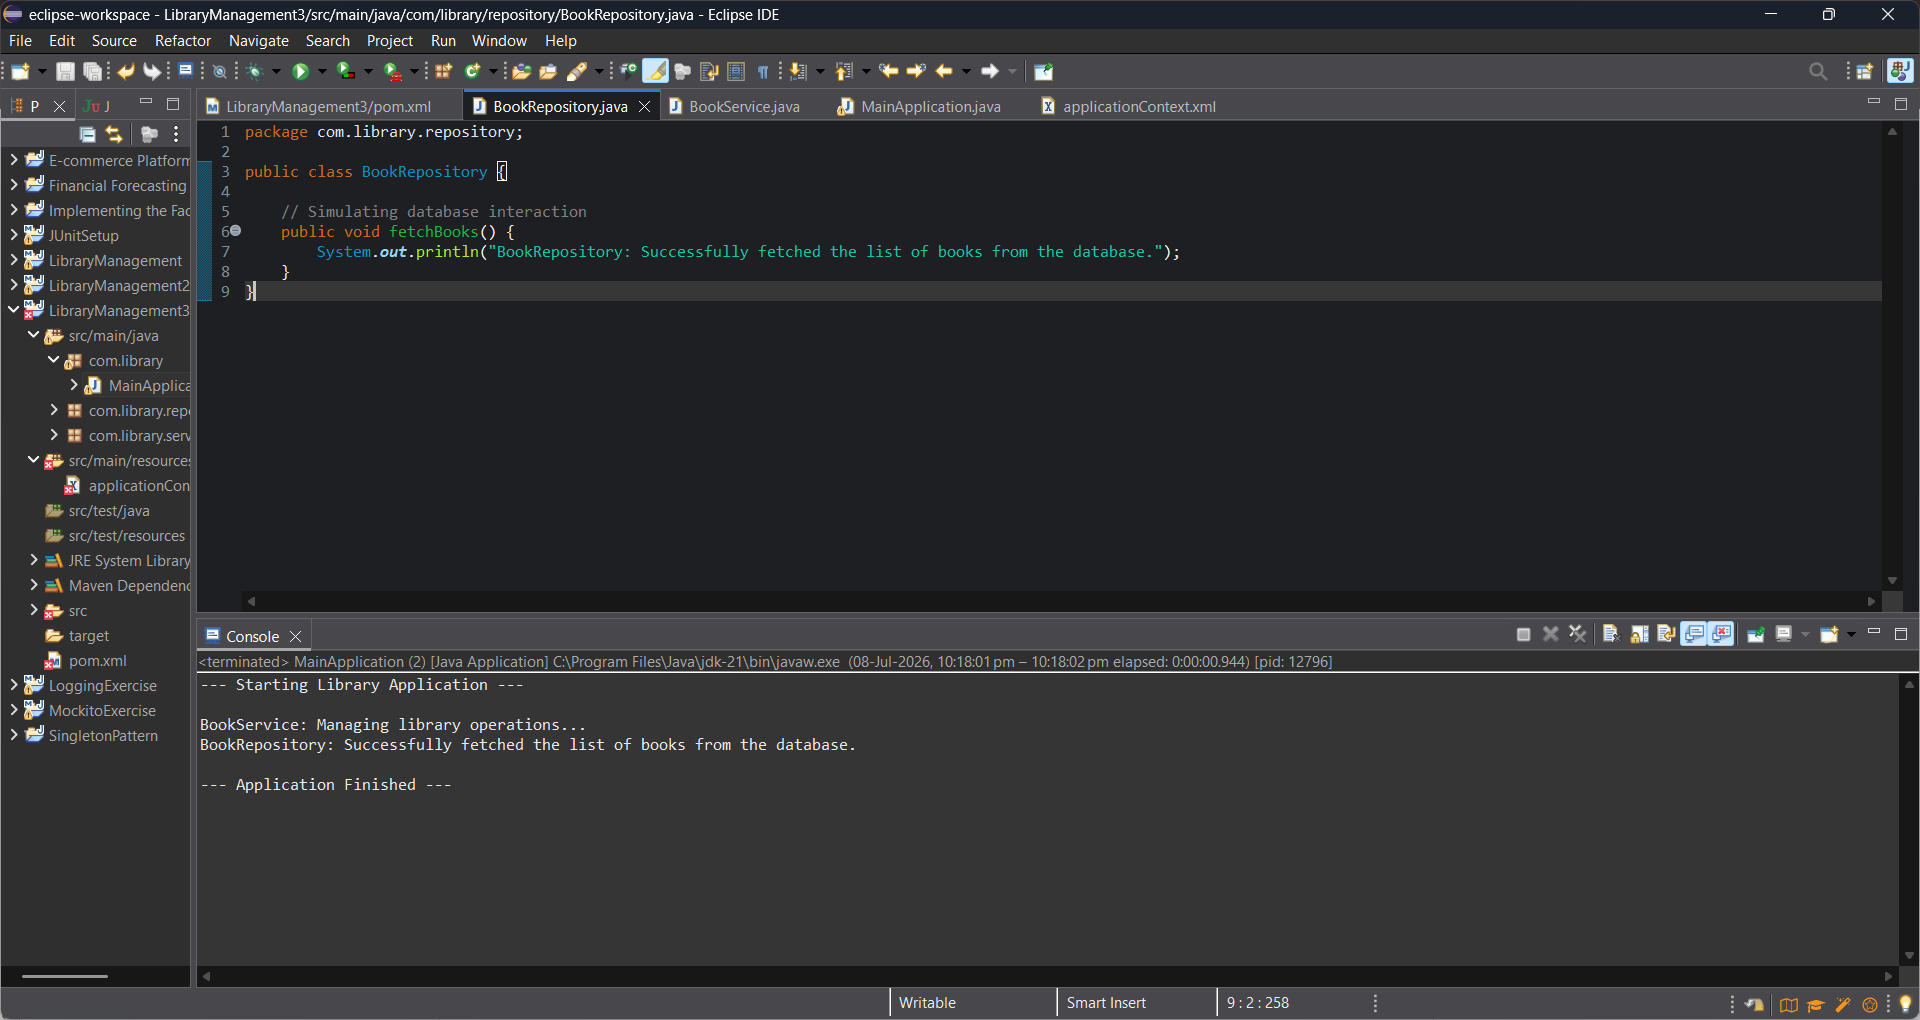 eclipse-workspace - LibraryManagement3/src/main/java/com/library/repository/BookRepository.java - Eclipse IDE
File Edit Source Refactor Navigate Search Project Run Window Help
P Ju J
LibraryManagement3/pom.xml BookRepository.java BookService.java MainApplication.java applicationContext.xml
E-commerce Platform
Financial Forecasting
Implementing the Fac
JUnitSetup
LibraryManagement
LibraryManagement2
LibraryManagement3
src/main/java
com.library
MainApplica
com.library.repo
com.library.serv
src/main/resources
applicationCon
src/test/java
src/test/resources
JRE System Library
Maven Dependenc
src
target
pom.xml
LoggingExercise
MockitoExercise
SingletonPattern
1 package com.library.repository;
2
3 public class BookRepository {
4
5 // Simulating database interaction
6 public void fetchBooks() {
7 System.out.println("BookRepository: Successfully fetched the list of books from the database.");
8 }
9 }
Console
<terminated> MainApplication (2) [Java Application] C:\Program Files\Java\jdk-21\bin\javaw.exe (08-Jul-2026, 10:18:01 pm – 10:18:02 pm elapsed: 0:00:00.944) [pid: 12796]
--- Starting Library Application ---
BookService: Managing library operations...
BookRepository: Successfully fetched the list of books from the database.
--- Application Finished ---
Writable Smart Insert 9 : 2 : 258